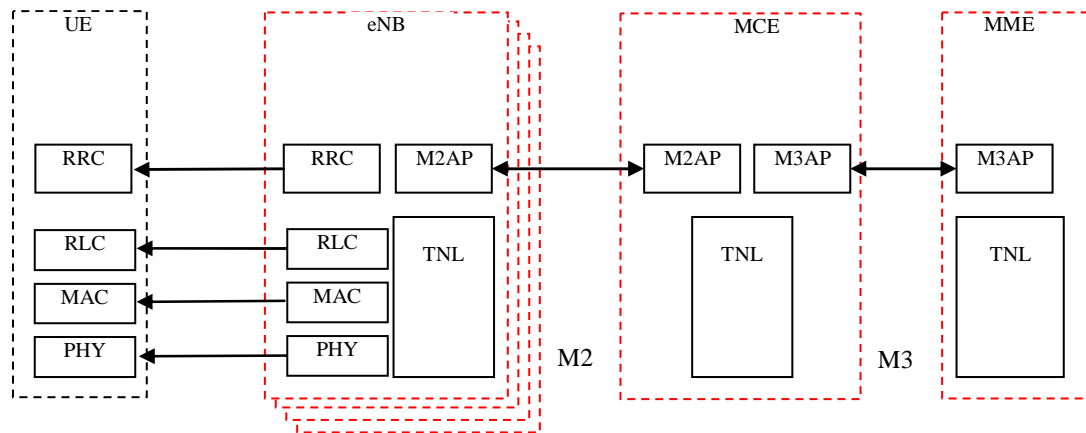 UE
eNB
MCE
MME
RRC
RRC
M2AP
M2AP
M3AP
M3AP
RLC
RLC
TNL
TNL
TNL
MAC
MAC
PHY
PHY
M2
M3